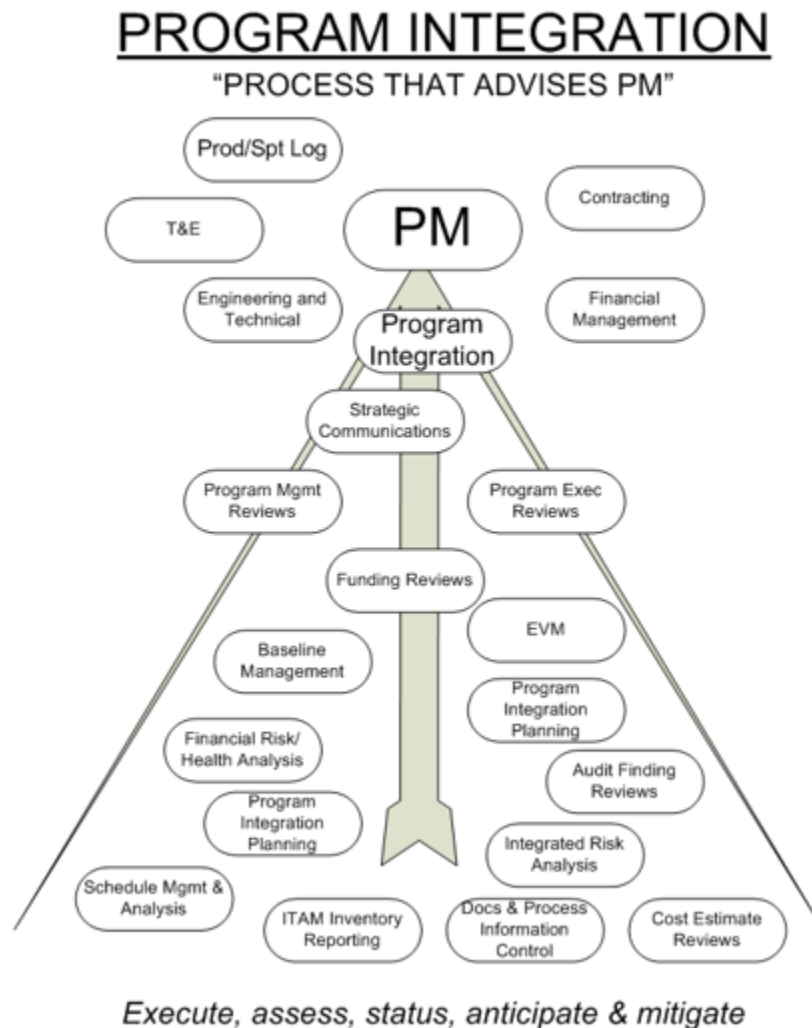 PROGRAM INTEGRATION
“PROCESS THAT ADVISES PM”
Prod/Spt Log
Contracting
T&E
PM
Engineering and
Technical
Financial
Management
Program
Integration
Strategic
Communications
Program Mgmt
Reviews
Program Exec
Reviews
Funding Reviews
EVM
Baseline
Management
Program
Integration
Planning
Financial Risk/
Health Analysis
Audit Finding
Reviews
Program
Integration
Planning
Integrated Risk
Analysis
Schedule Mgmt &
Analysis
ITAM Inventory
Reporting
Docs & Process
Information
Control
Cost Estimate
Reviews
Execute, assess, status, anticipate & mitigate